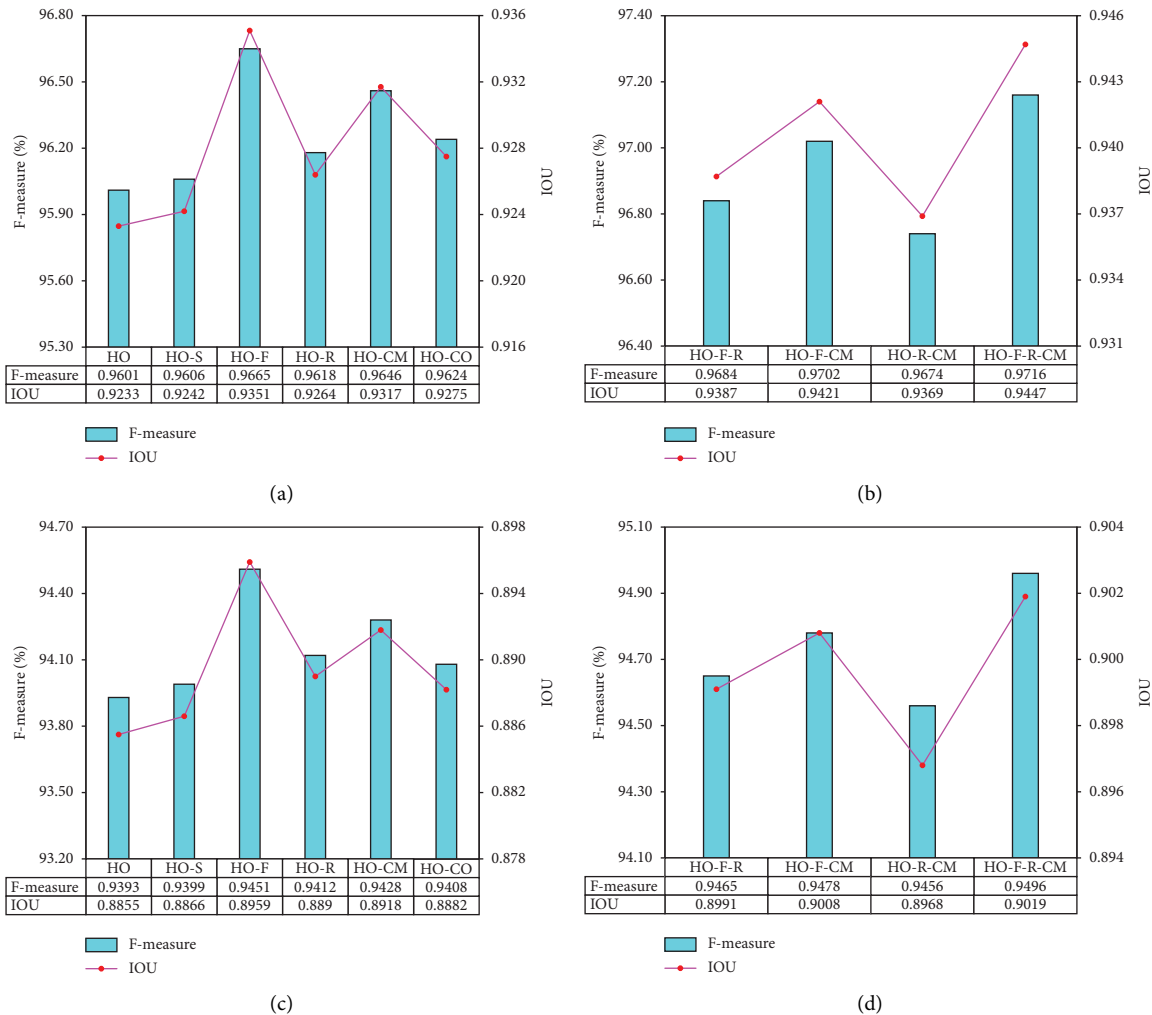 96.80
96.50
96.20
95.90
95.60
95.30
F-measure (%)
0.936
0.932
0.928
0.924
0.920
0.916
IOU
HO HO-S HO-F HO-R HO-CM HO-CO
F-measure 0.9601 0.9606 0.9665 0.9618 0.9646 0.9624
IOU 0.9233 0.9242 0.9351 0.9264 0.9317 0.9275
F-measure
IOU
(a)
97.40
97.20
97.00
96.80
96.60
96.40
F-measure (%)
0.946
0.943
0.940
0.937
0.934
0.931
IOU
HO-F-R HO-F-CM HO-R-CM HO-F-R-CM
F-measure 0.9684 0.9702 0.9674 0.9716
IOU 0.9387 0.9421 0.9369 0.9447
F-measure
IOU
(b)
94.70
94.40
94.10
93.80
93.50
93.20
F-measure (%)
0.898
0.894
0.890
0.886
0.882
0.878
IOU
HO HO-S HO-F HO-R HO-CM HO-CO
F-measure 0.9393 0.9399 0.9451 0.9412 0.9428 0.9408
IOU 0.8855 0.8866 0.8959 0.889 0.8918 0.8882
F-measure
IOU
(c)
95.10
94.90
94.70
94.50
94.30
94.10
F-measure (%)
0.904
0.902
0.900
0.898
0.896
0.894
IOU
HO-F-R HO-F-CM HO-R-CM HO-F-R-CM
F-measure 0.9465 0.9478 0.9456 0.9496
IOU 0.8991 0.9008 0.8968 0.9019
F-measure
IOU
(d)